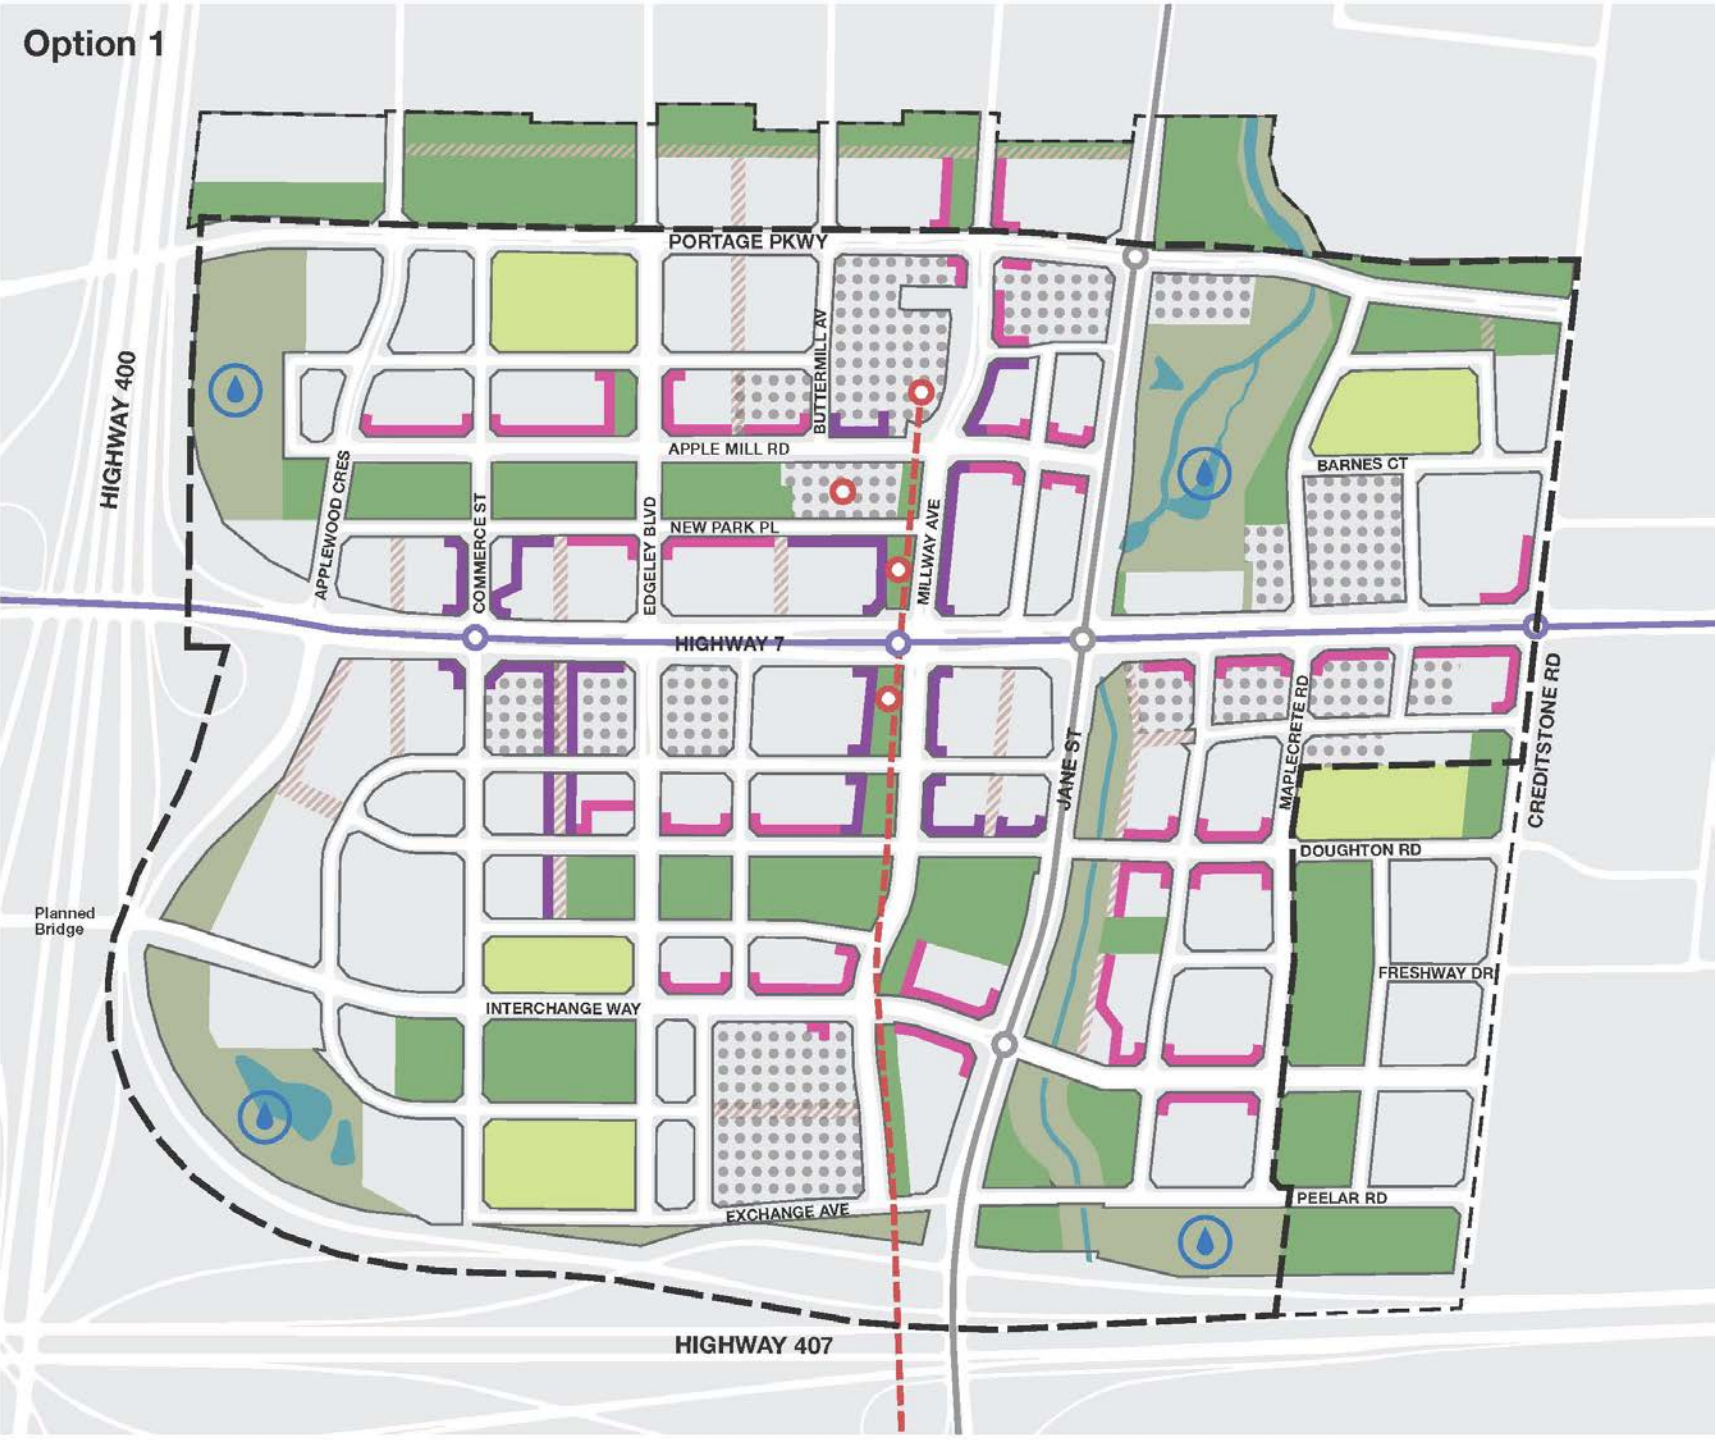 Option 1
PORTAGE PKWY
BUTTERMILL AV
HIGHWAY 400
APPLE MILL RD
BARNES CT
APPLEWOOD CRES
COMMERCE ST
EDGELEY BLVD
NEW PARK PL
MILLWAY AVE
HIGHWAY 7
JANE ST
MAPLECRETE RD
CREDITSTONE RD
DOUGHTON RD
Planned
Bridge
FRESHWAY DR
INTERCHANGE WAY
PEELAR RD
EXCHANGE AVE
HIGHWAY 407